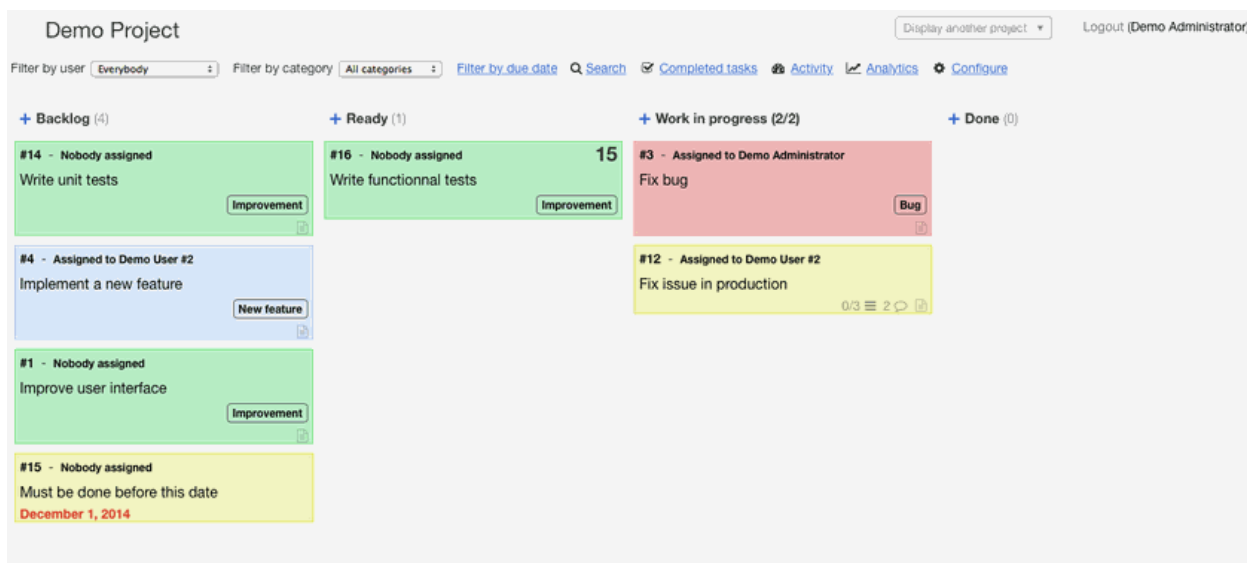 Demo Project
Display another project
Logout (Demo Administrator)
Filter by user Everybody Filter by category All categories Filter by due date Search Completed tasks Activity Analytics Configure
+ Backlog (4)
#14 - Nobody assigned
Write unit tests
Improvement
#4 - Assigned to Demo User #2
Implement a new feature
New feature
#1 - Nobody assigned
Improve user interface
Improvement
#15 - Nobody assigned
Must be done before this date
December 1, 2014
+ Ready (1)
#16 - Nobody assigned 15
Write functionnal tests
Improvement
+ Work in progress (2/2)
#3 - Assigned to Demo Administrator
Fix bug
Bug
#12 - Assigned to Demo User #2
Fix issue in production
0/3 2
+ Done (0)